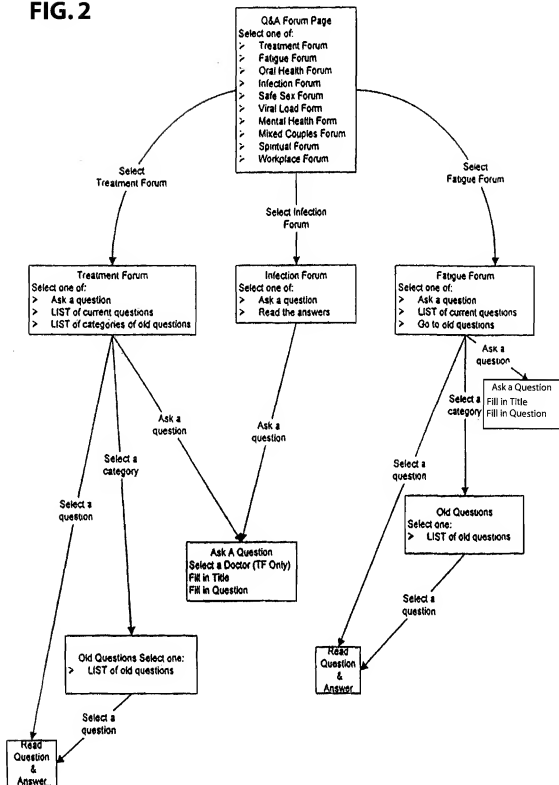 FIG. 2
Q&A Forum Page
Select one of:
> Treatment Forum
> Fatigue Forum
> Oral Health Forum
> Infection Forum
> Safe Sex Forum
> Viral Load Form
> Mental Health Form
> Mixed Couples Forum
> Spiritual Forum
> Workplace Forum
Select
Treatment Forum
Select Infection
Forum
Select
Fatigue Forum
Treatment Forum
Select one of:
> Ask a question
> LIST of current questions
> LIST of categories of old questions
Infection Forum
Select one of:
> Ask a question
> Read the answers
Fatigue Forum
Select one of:
> Ask a question
> LIST of current questions
> Go to old questions
Ask a
question
Ask a Question
Fill in Title
Fill in Question
Select a
category
Ask a
question
Ask a
question
Select a
category
Select a
question
Select a
question
Old Questions
Select one:
> LIST of old questions
Ask A Question
Select a Doctor (TF Only)
Fill in Title
Fill in Question
Select a
question
Old Questions Select one:
> LIST of old questions
Read
Question
&
Answer
Select a
question
Read
Question
&
Answer